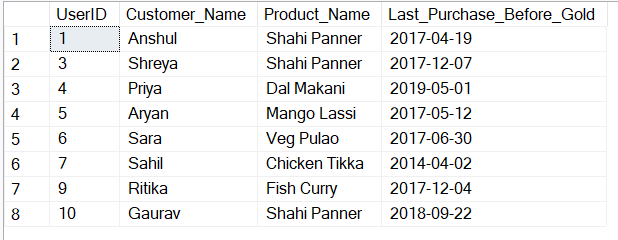 UserID Customer_Name Product_Name Last_Purchase_Before_Gold
1 1 Anshul Shahi Panner 2017-04-19
2 3 Shreya Shahi Panner 2017-12-07
3 4 Priya Dal Makani 2019-05-01
4 5 Aryan Mango Lassi 2017-05-12
5 6 Sara Veg Pulao 2017-06-30
6 7 Sahil Chicken Tikka 2014-04-02
7 9 Ritika Fish Curry 2017-12-04
8 10 Gaurav Shahi Panner 2018-09-22